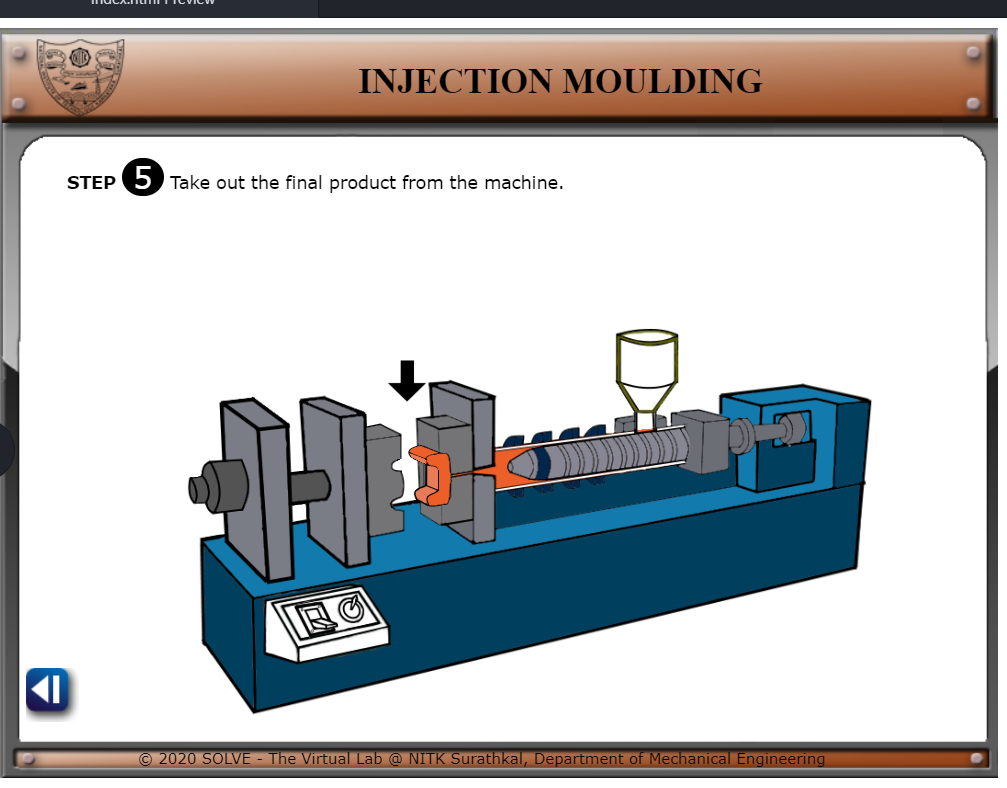 index.html Preview
INJECTION MOULDING
STEP 5 Take out the final product from the machine.
© 2020 SOLVE - The Virtual Lab @ NITK Surathkal, Department of Mechanical Engineering